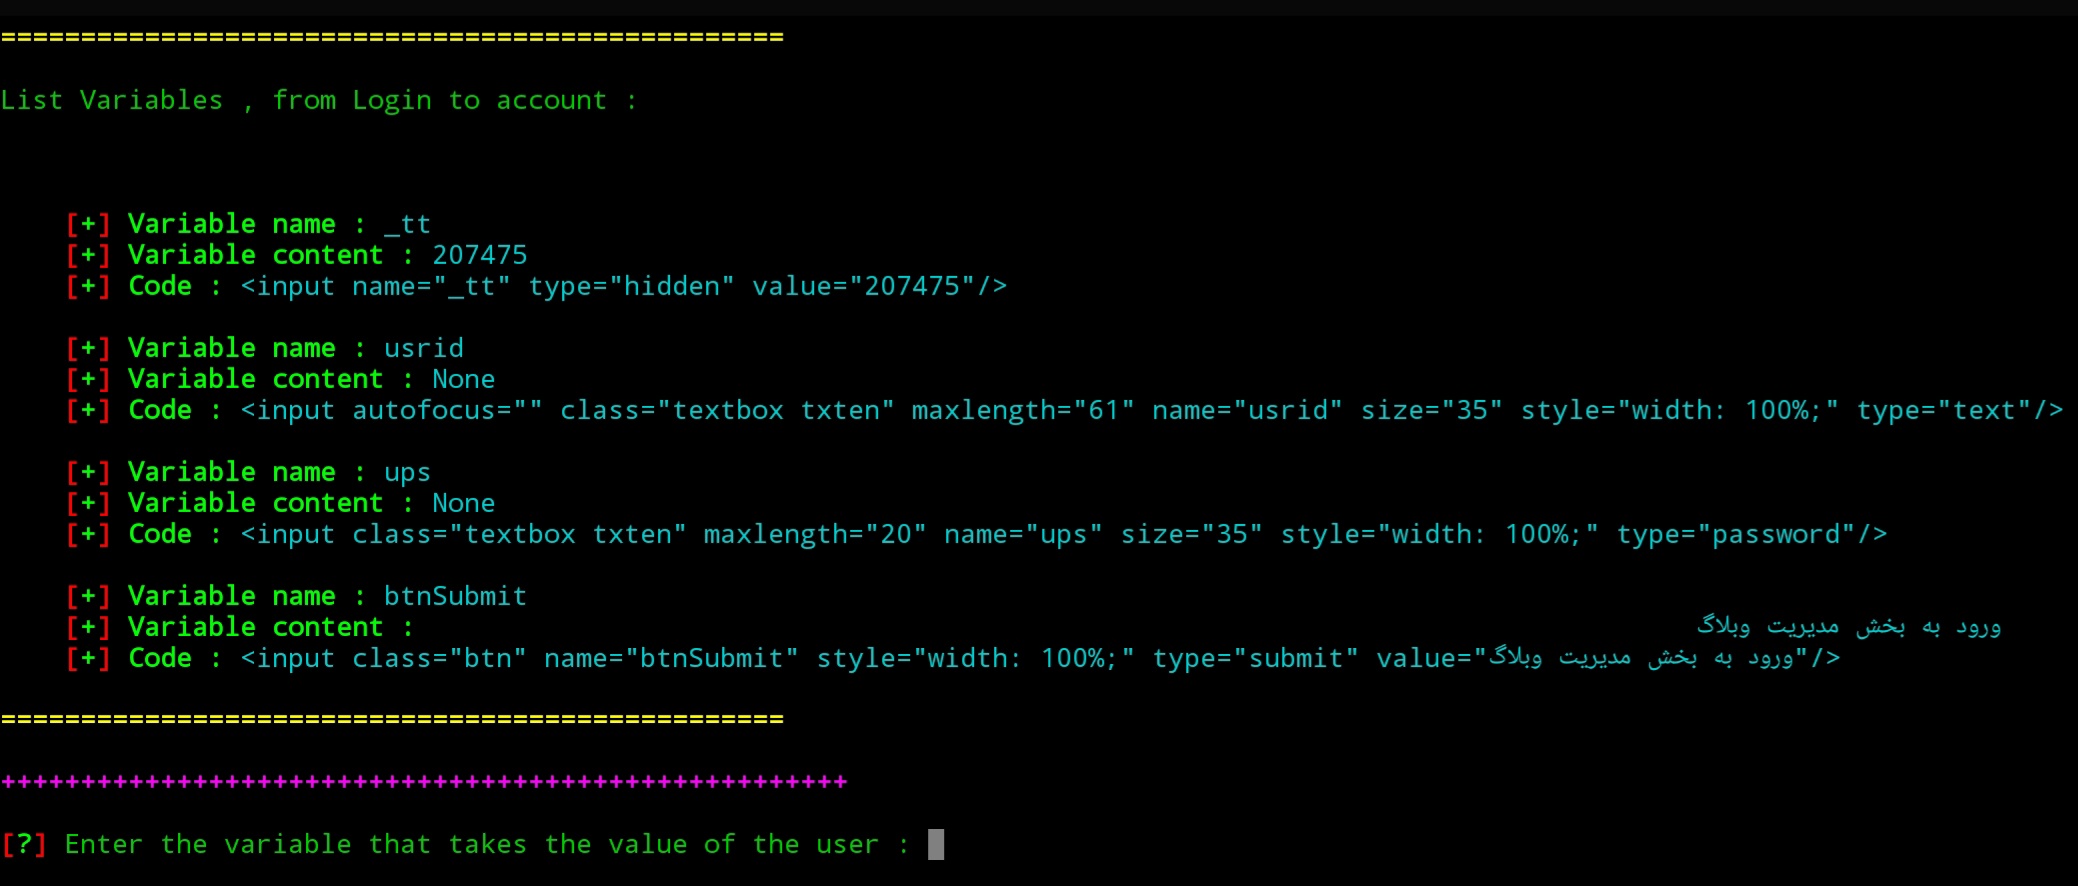 =================================================
List Variables , from Login to account :
[+] Variable name : _tt
[+] Variable content : 207475
[+] Code : <input name="_tt" type="hidden" value="207475"/>
[+] Variable name : usrid
[+] Variable content : None
[+] Code : <input autofocus="" class="textbox txten" maxlength="61" name="usrid" size="35" style="width: 100%;" type="text"/>
[+] Variable name : ups
[+] Variable content : None
[+] Code : <input class="textbox txten" maxlength="20" name="ups" size="35" style="width: 100%;" type="password"/>
[+] Variable name : btnSubmit
[+] Variable content : ورود به بخش مدیریت وبلاگ
[+] Code : <input class="btn" name="btnSubmit" style="width: 100%;" type="submit" value="ورود به بخش مدیریت وبلاگ"/>
=================================================
+++++++++++++++++++++++++++++++++++++++++++++++++++++
[?] Enter the variable that takes the value of the user :